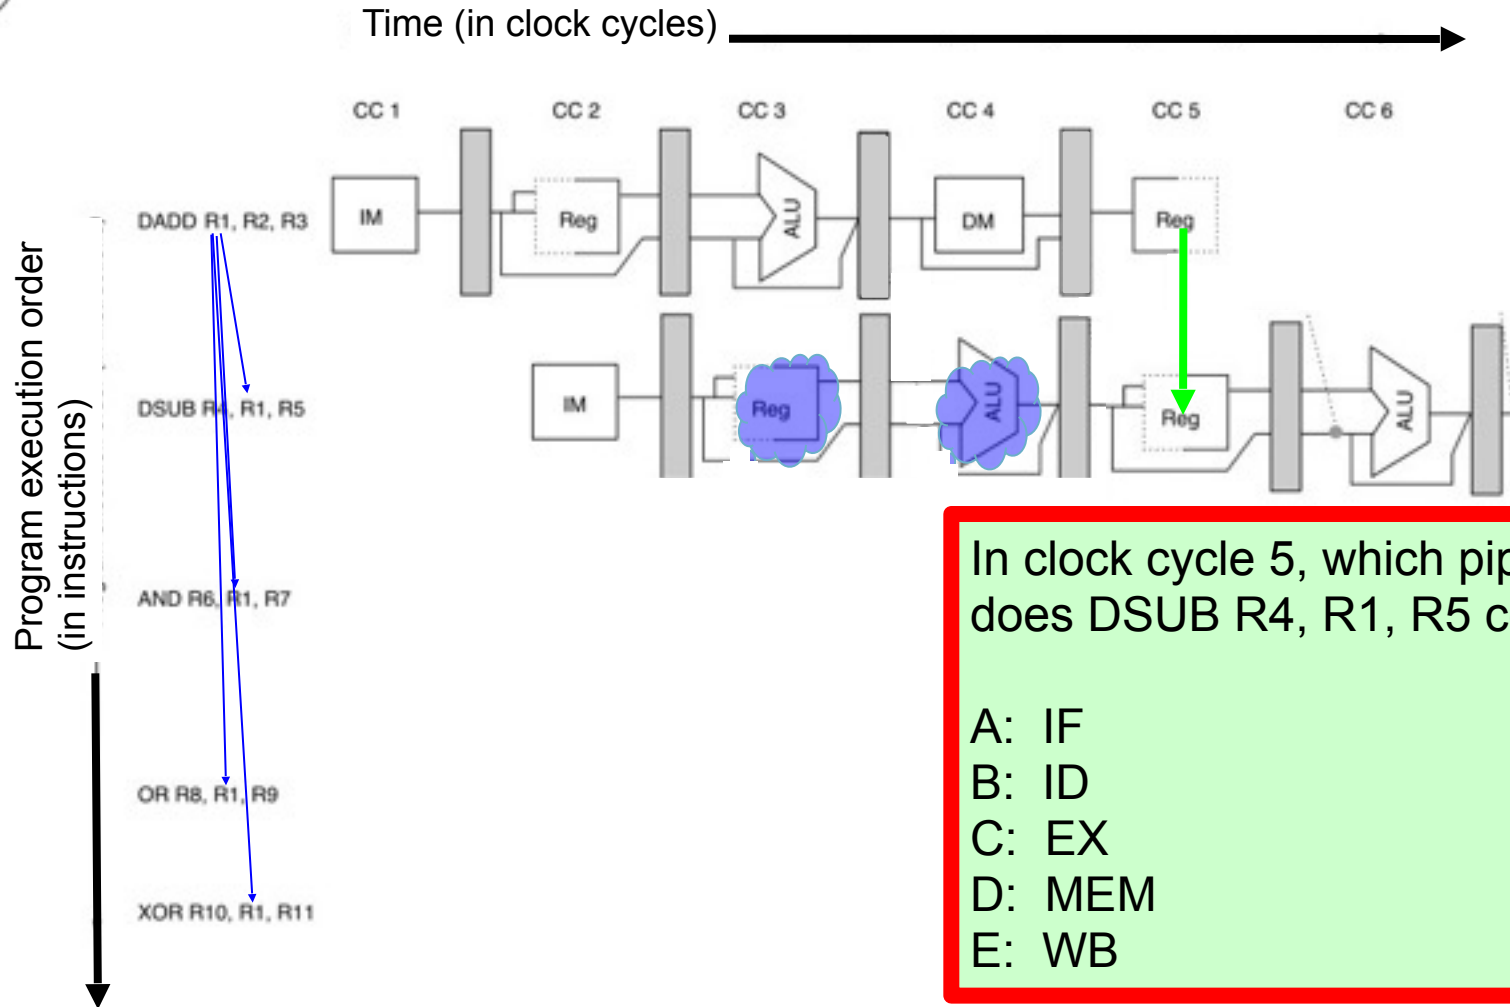 Time (in clock cycles)
CC 1 CC 2 CC 3 CC 4 CC 5 CC 6
Program execution order
(in instructions)
DADD R1, R2, R3
IM Reg ALU DM Reg
DSUB R4, R1, R5
IM Reg ALU Reg ALU
AND R6, R1, R7
OR R8, R1, R9
XOR R10, R1, R11
In clock cycle 5, which pip
does DSUB R4, R1, R5 c
A: IF
B: ID
C: EX
D: MEM
E: WB